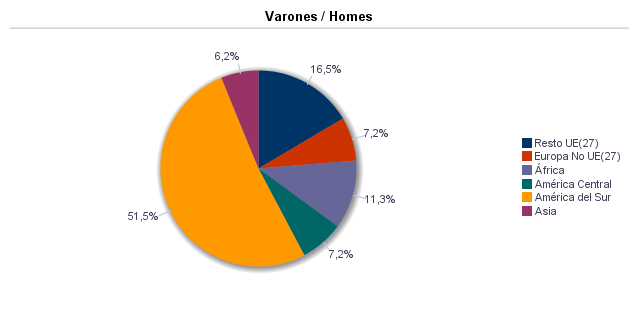 Varones / Homes
6,2%
16,5%
7,2%
11,3%
7,2%
51,5%
Resto UE(27)
Europa No UE(27)
África
América Central
América del Sur
Asia